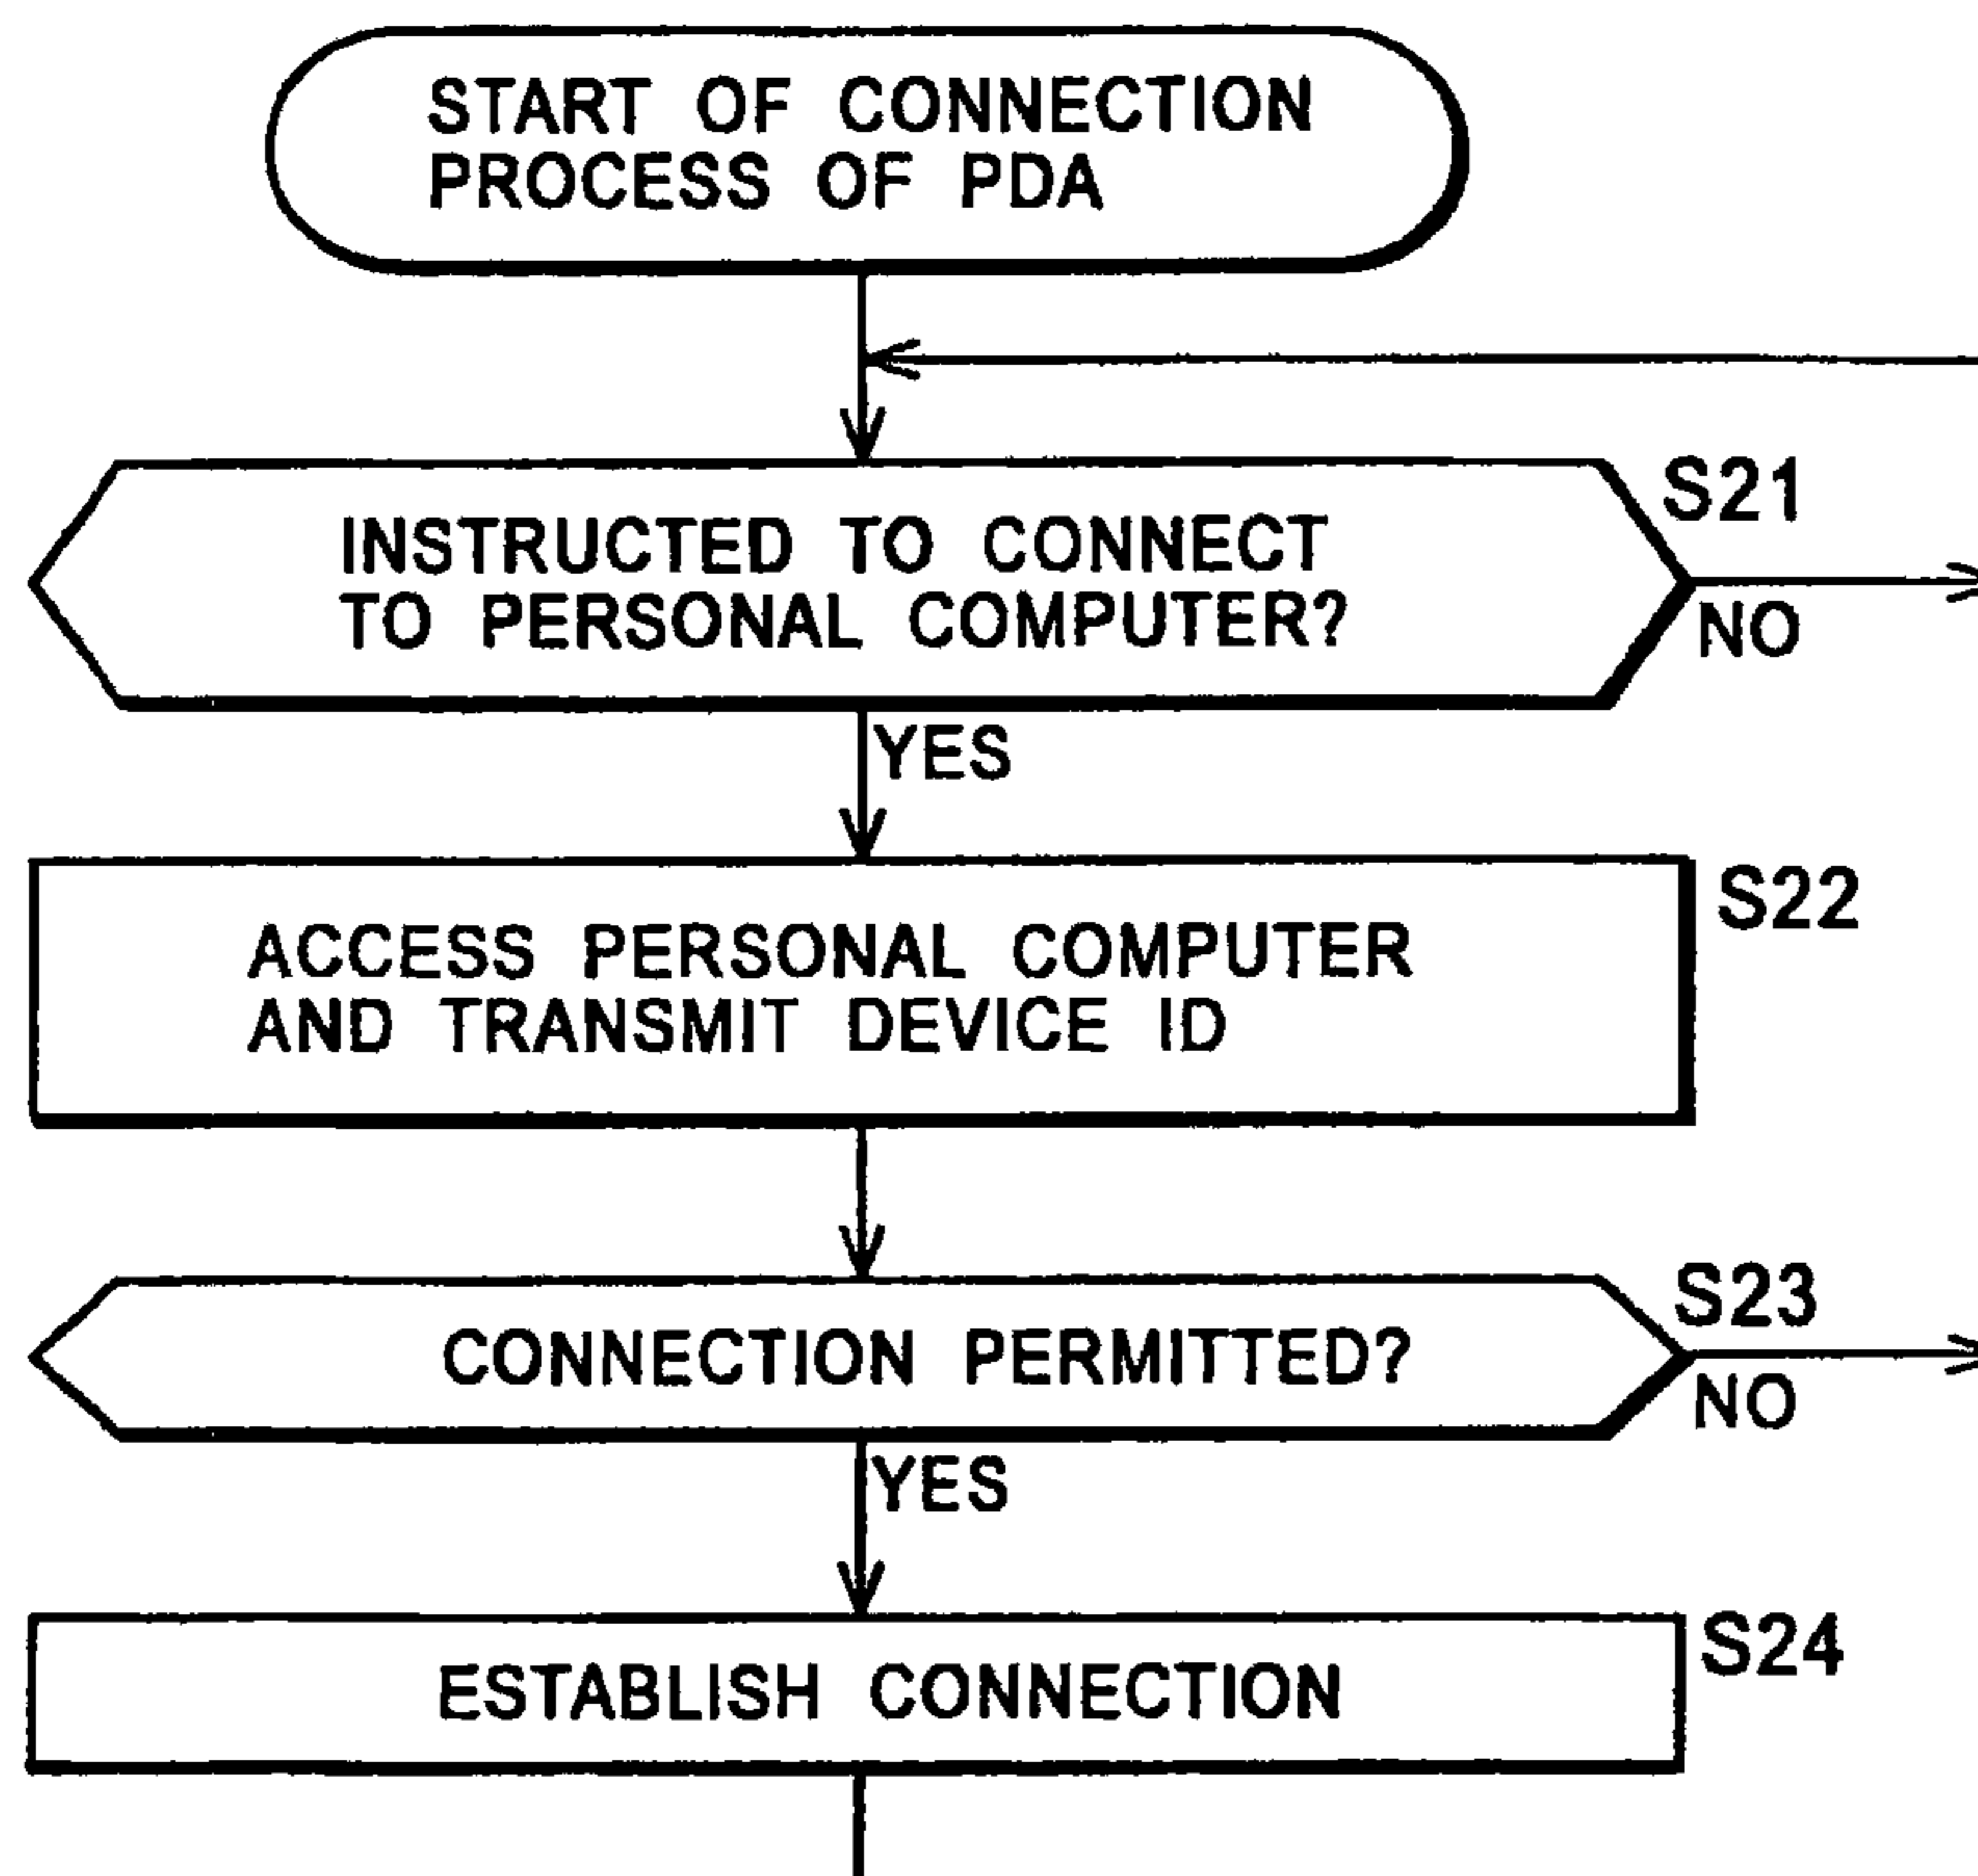 START OF CONNECTION
PROCESS OF PDA
S21
INSTRUCTED TO CONNECT
TO PERSONAL COMPUTER?
NO
YES
S22
ACCESS PERSONAL COMPUTER
AND TRANSMIT DEVICE ID
S23
CONNECTION PERMITTED?
NO
YES
S24
ESTABLISH CONNECTION